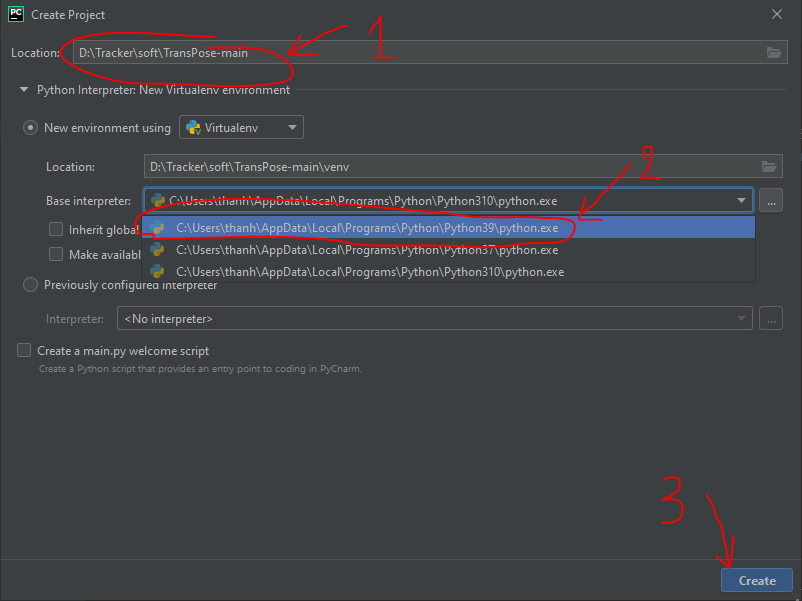 PC Create Project
1
Location: D:\Tracker\soft\TransPose-main
Python Interpreter: New Virtualenv environment
New environment using Virtualenv
2
Location: D:\Tracker\soft\TransPose-main\venv
Base interpreter: C:\Users\thanh\AppData\Local\Programs\Python\Python310\python.exe ...
Inherit global C:\Users\thanh\AppData\Local\Programs\Python\Python39\python.exe
Make availabl C:\Users\thanh\AppData\Local\Programs\Python\Python37\python.exe
C:\Users\thanh\AppData\Local\Programs\Python\Python310\python.exe
Previously configured interpreter
Interpreter: <No interpreter> ...
Create a main.py welcome script
Create a Python script that provides an entry point to coding in PyCharm.
3
Create